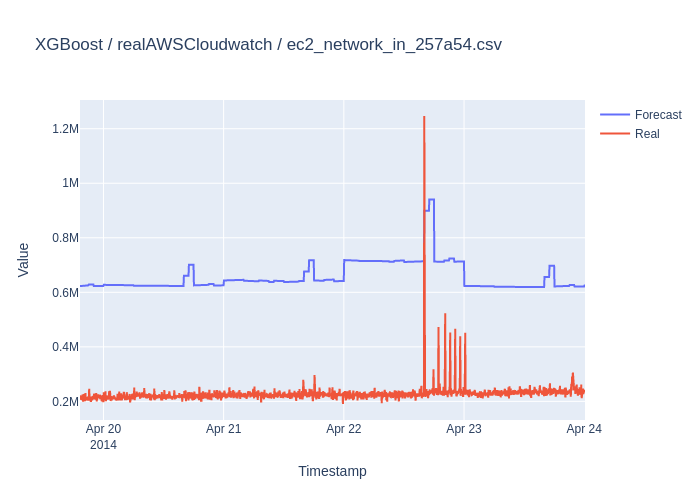 XGBoost / realAWSCloudwatch / ec2_network_in_257a54.csv
Forecast
Real
1.2M
1M
0.8M
0.6M
0.4M
0.2M
Value
Apr 20
2014
Apr 21
Apr 22
Apr 23
Apr 24
Timestamp